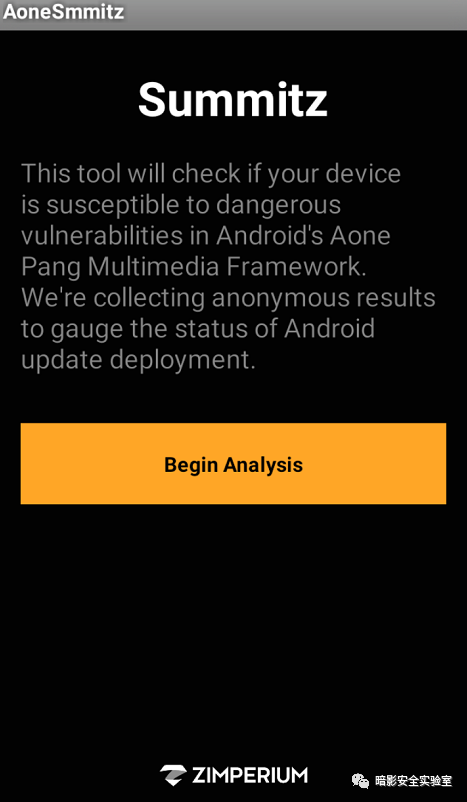 AoneSmmitz
Summitz
This tool will check if your device
is susceptible to dangerous
vulnerabilities in Android's Aone
Pang Multimedia Framework.
We're collecting anonymous results
to gauge the status of Android
update deployment.
Begin Analysis
ZIMPERIUM
暗影安全实验室